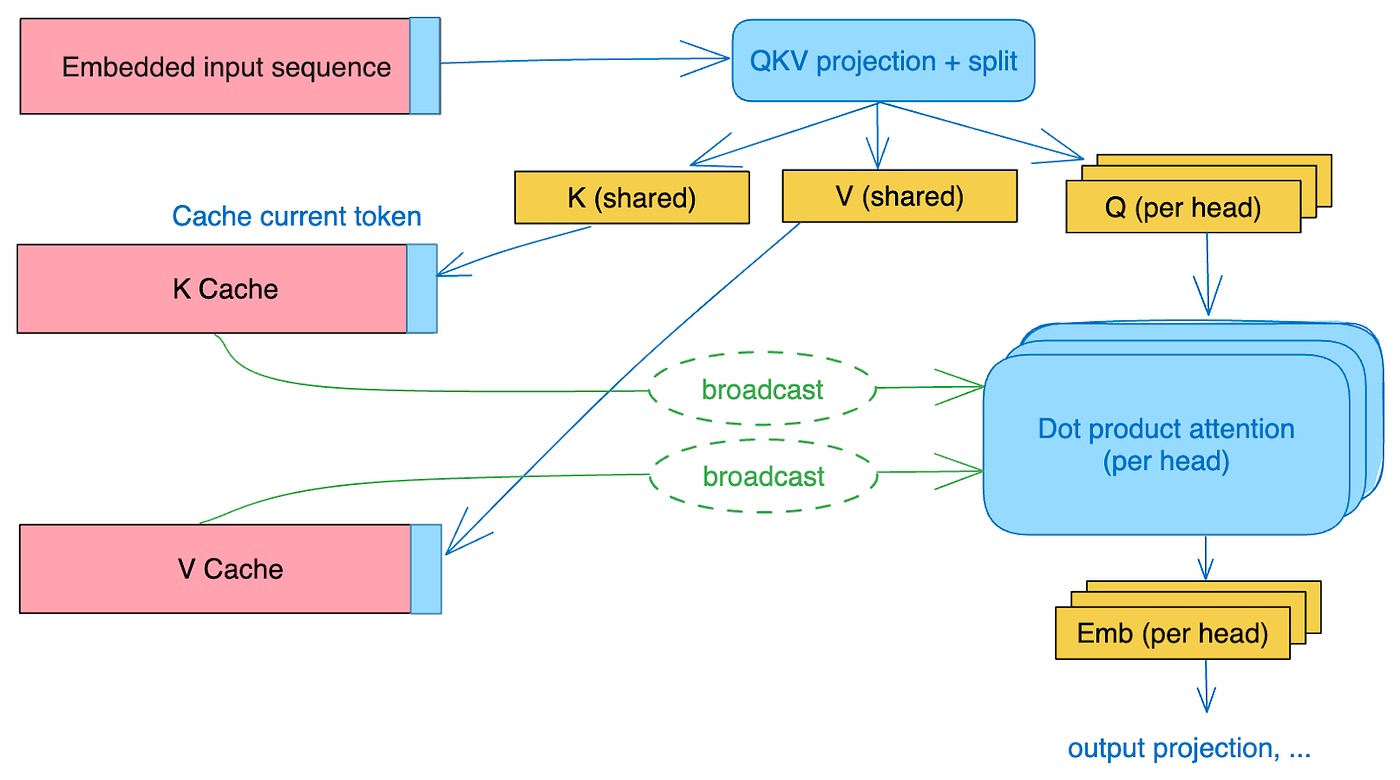 Embedded input sequence
QKV projection + split
K (shared)
V (shared)
Q (per head)
Cache current token
K Cache
broadcast
broadcast
Dot product attention
(per head)
V Cache
Emb (per head)
output projection, ...